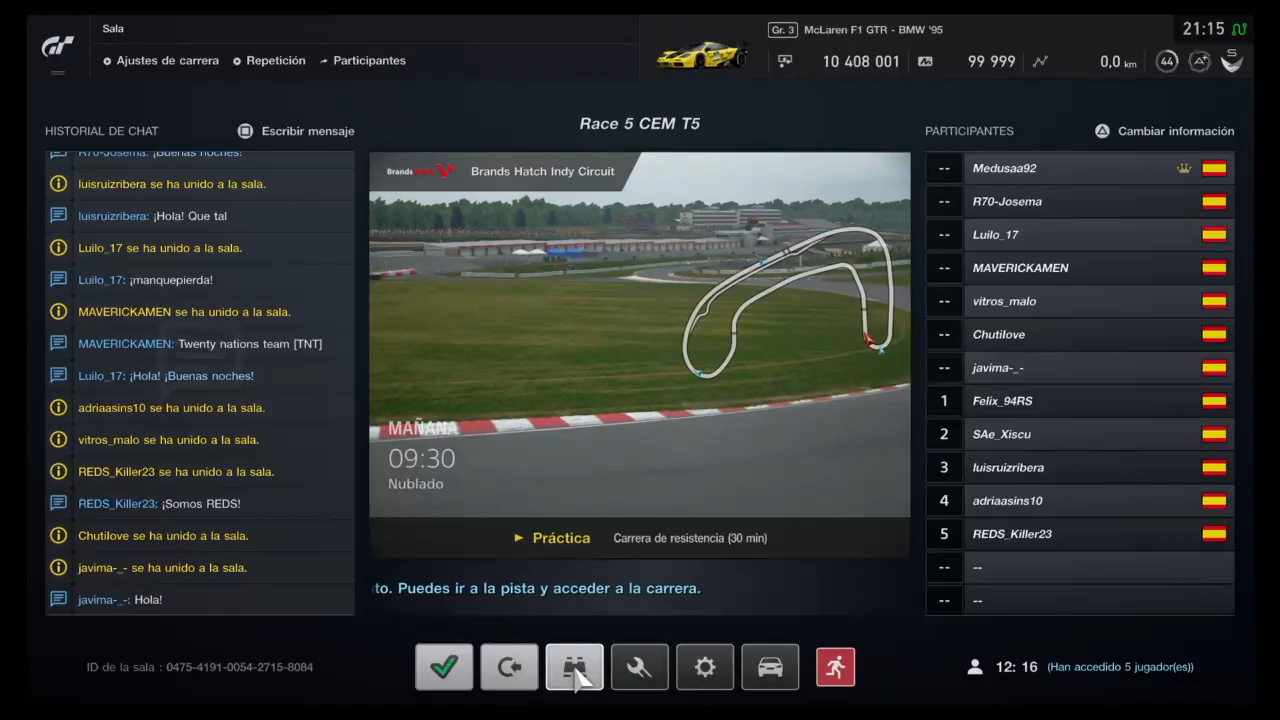 Sala
Ajustes de carrera
Repetición
Participantes
Gr. 3
McLaren F1 GTR - BMW '95
21:15
10 408 001
99 999
0,0 km
44
A+
S
HISTORIAL DE CHAT
Escribir mensaje
R70-Josema: ¡Buenas noches!
luisruizribera se ha unido a la sala.
luisruizribera: ¡Hola! Que tal
Luilo_17 se ha unido a la sala.
Luilo_17: ¡manquepierda!
MAVERICKAMEN se ha unido a la sala.
MAVERICKAMEN: Twenty nations team [TNT]
Luilo_17: ¡Hola! ¡Buenas noches!
adriaasins10 se ha unido a la sala.
vitros_malo se ha unido a la sala.
REDS_Killer23 se ha unido a la sala.
REDS_Killer23: ¡Somos REDS!
Chutilove se ha unido a la sala.
javima-_- se ha unido a la sala.
javima-_-: Hola!
Race 5 CEM T5
Brands Hatch
Brands Hatch Indy Circuit
MAÑANA
09:30
Nublado
Práctica
Carrera de resistencia (30 min)
to. Puedes ir a la pista y acceder a la carrera.
PARTICIPANTES
Cambiar información
-- Medusaa92
-- R70-Josema
-- Luilo_17
-- MAVERICKAMEN
-- vitros_malo
-- Chutilove
-- javima-_-
1 Felix_94RS
2 SAe_Xiscu
3 luisruizribera
4 adriaasins10
5 REDS_Killer23
-- --
-- --
ID de la sala : 0475-4191-0054-2715-8084
12: 16
(Han accedido 5 jugador(es))